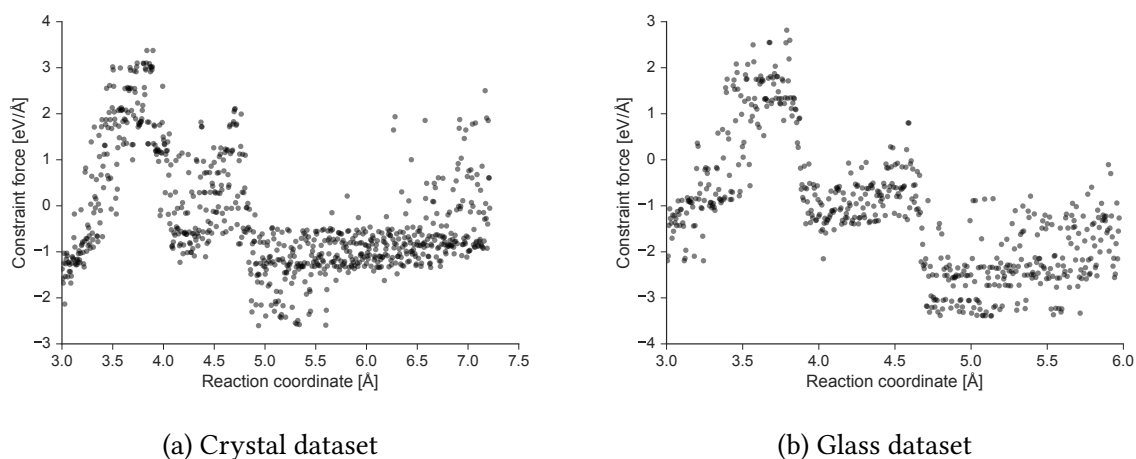 4
3
2
1
0
−1
−2
−3
Constraint force [eV/Å]
3.0 3.5 4.0 4.5 5.0 5.5 6.0 6.5 7.0 7.5
Reaction coordinate [Å]
(a) Crystal dataset
3
2
1
0
−1
−2
−3
−4
Constraint force [eV/Å]
3.0 3.5 4.0 4.5 5.0 5.5 6.0
Reaction coordinate [Å]
(b) Glass dataset